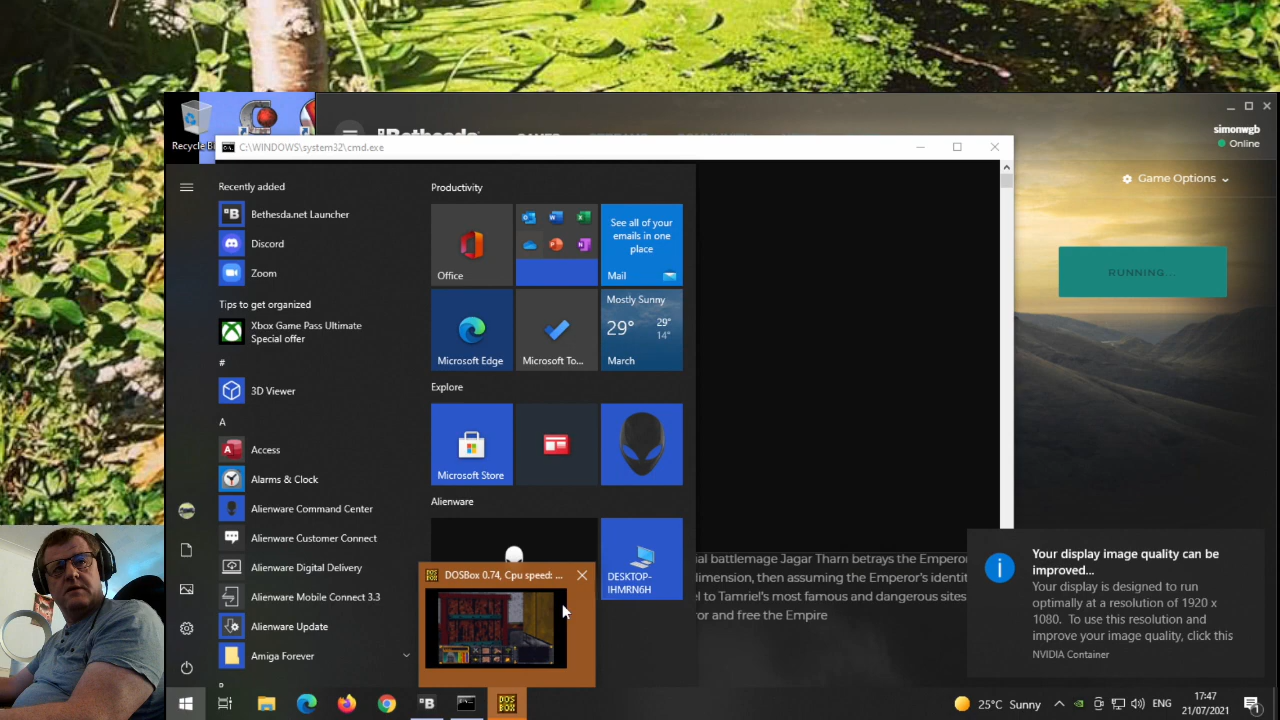 Recycle B
Bethesda
simonwgb
Online
C:\WINDOWS\system32\cmd.exe
Game Options
RUNNING...
Recently added
Bethesda.net Launcher
Discord
Zoom
Tips to get organized
Xbox Game Pass Ultimate
Special offer
#
3D Viewer
A
Access
Alarms & Clock
Alienware Command Center
Alienware Customer Connect
Alienware Digital Delivery
Alienware Mobile Connect 3.3
Alienware Update
Amiga Forever
Productivity
Office
See all of your
emails in one
place
Mail
Microsoft Edge
Microsoft To...
Mostly Sunny
29°
29°
14°
March
Explore
Microsoft Store
Alienware
DESKTOP-
IHMRN6H
DOSBox 0.74, Cpu speed: ...
ial battlemage Jagar Tharn betrays the Emperor
limension, then assuming the Emperor's identit
l to Tamriel's most famous and dangerous sites
or and free the Empire
Your display image quality can be
improved...
Your display is designed to run
optimally at a resolution of 1920 x
1080. To use this resolution and
improve your image quality, click this
NVIDIA Container
DOS
BOX
25°C Sunny
ENG
17:47
21/07/2021